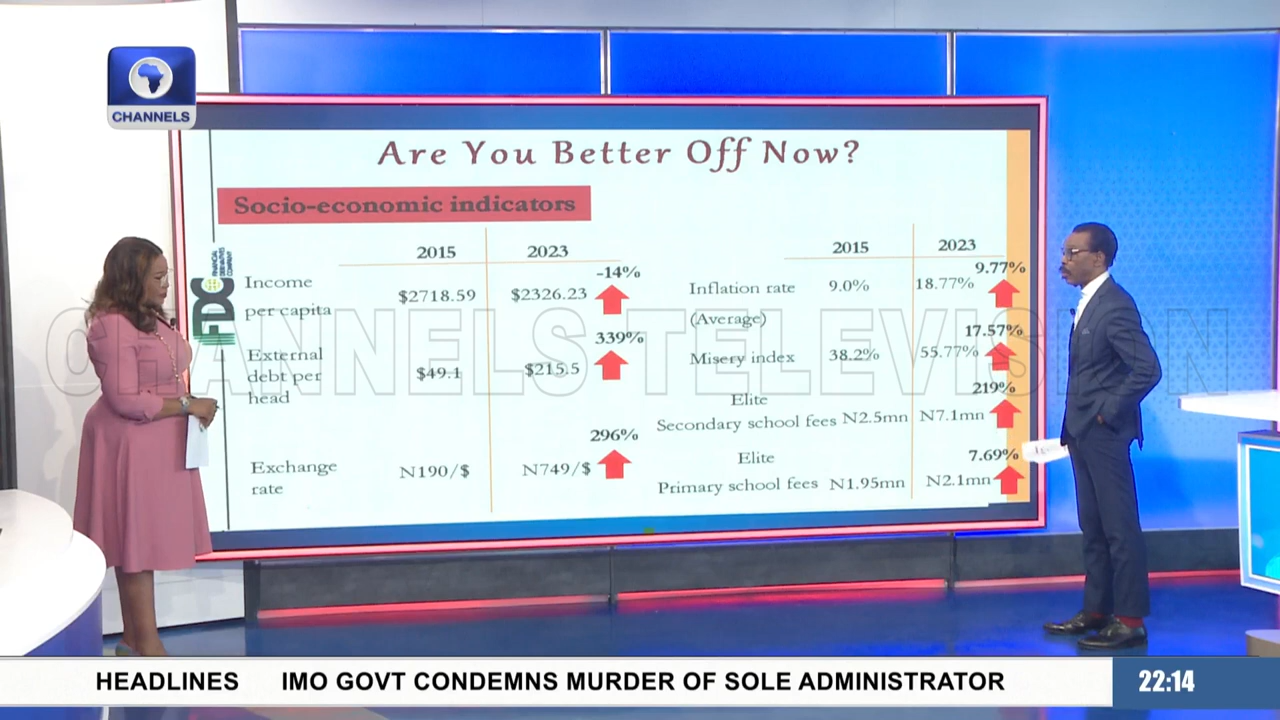 CHANNELS
Are You Better Off Now?
Socio-economic indicators
FDC FINANCIAL DERIVATIVES COMPANY
2015 2023
Income per capita $2718.59 $2326.23 -14%
External debt per head $49.1 $215.5 339%
Exchange rate N190/$ N749/$ 296%
2015 2023
Inflation rate (Average) 9.0% 18.77% 9.77%
Misery index 38.2% 55.77% 17.57%
Elite Secondary school fees N2.5mn N7.1mn 219%
Elite Primary school fees N1.95mn N2.1mn 7.69%
CHANNELS TELEVISION
HEADLINES IMO GOVT CONDEMNS MURDER OF SOLE ADMINISTRATOR 22:14